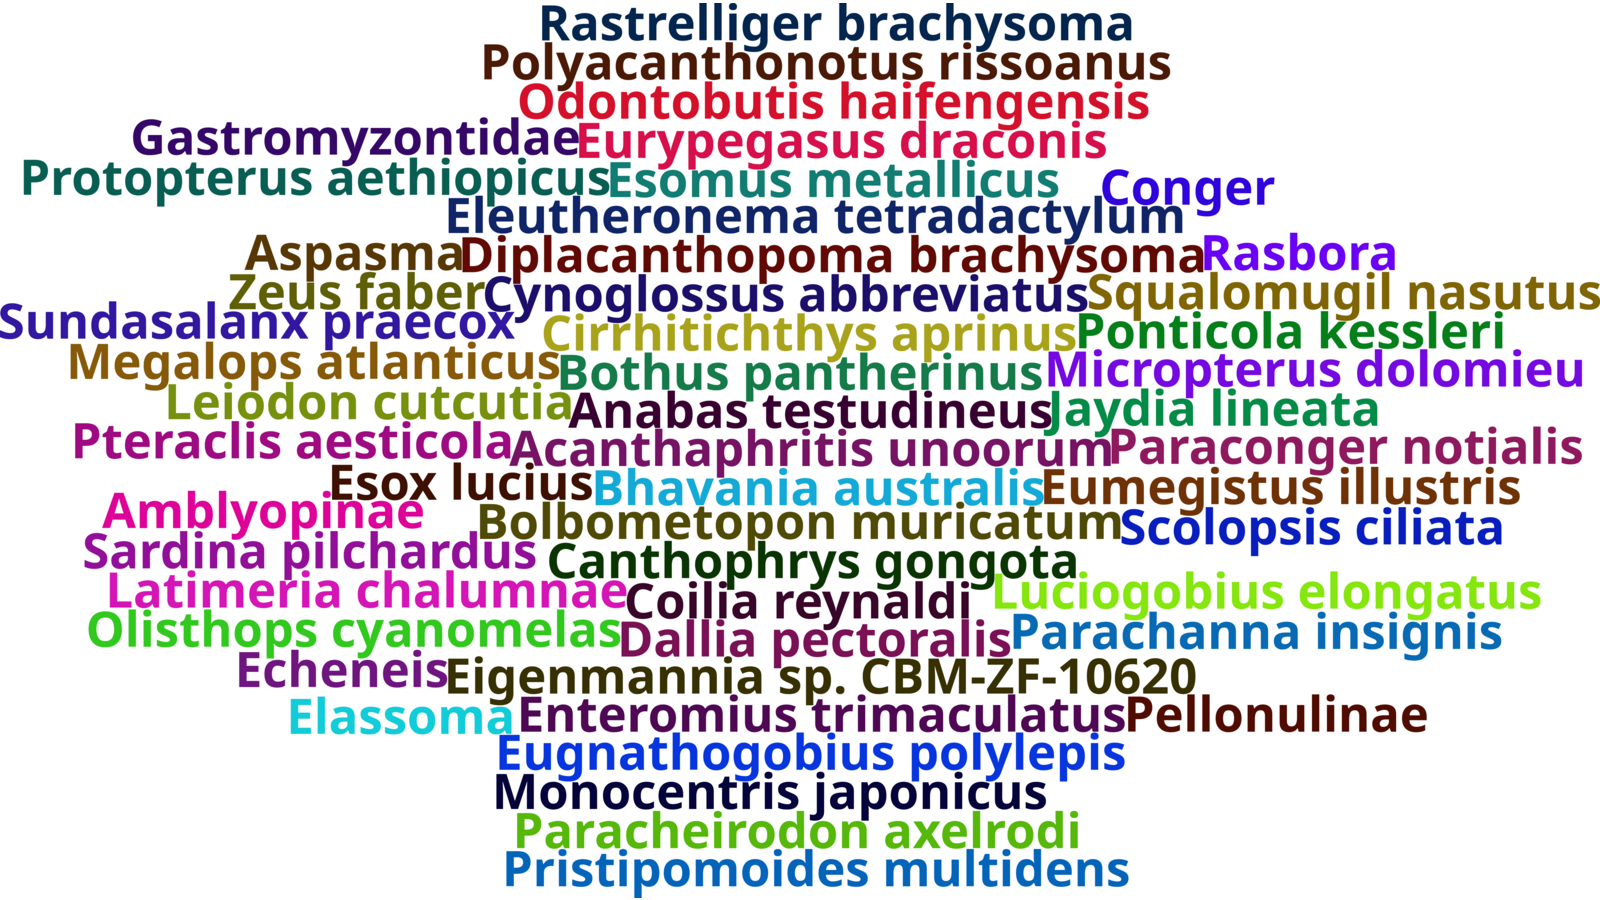 Rastrelliger brachysoma
Polyacanthonotus rissoanus
Odontobutis haifengensis
Gastromyzontidae
Eurypegasus draconis
Protopterus aethiopicus
Esomus metallicus
Conger
Eleutheronema tetradactylum
Aspasma
Diplacanthopoma brachysoma
Rasbora
Zeus faber
Cynoglossus abbreviatus
Squalomugil nasutus
Sundasalanx praecox
Cirrhitichthys aprinus
Ponticola kessleri
Megalops atlanticus
Bothus pantherinus
Micropterus dolomieu
Leiodon cutcutia
Anabas testudineus
Jaydia lineata
Pteraclis aesticola
Acanthaphritis unoorum
Paraconger notialis
Esox lucius
Bhavania australis
Eumegistus illustris
Amblyopinae
Bolbometopon muricatum
Scolopsis ciliata
Sardina pilchardus
Canthophrys gongota
Latimeria chalumnae
Coilia reynaldi
Luciogobius elongatus
Olisthops cyanomelas
Dallia pectoralis
Parachanna insignis
Echeneis
Eigenmannia sp. CBM-ZF-10620
Elassoma
Enteromius trimaculatus
Pellonulinae
Eugnathogobius polylepis
Monocentris japonicus
Paracheirodon axelrodi
Pristipomoides multidens